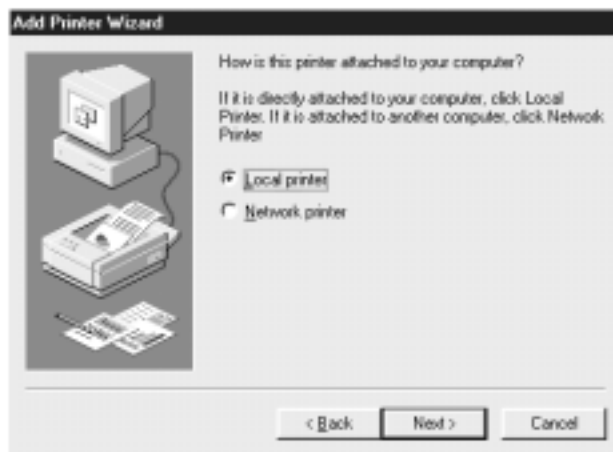 Add Printer Wizard
How is this printer attached to your computer?
If it is directly attached to your computer, click Local
Printer. If it is attached to another computer, click Network
Printer
Local printer
Network printer
< Back
Next >
Cancel